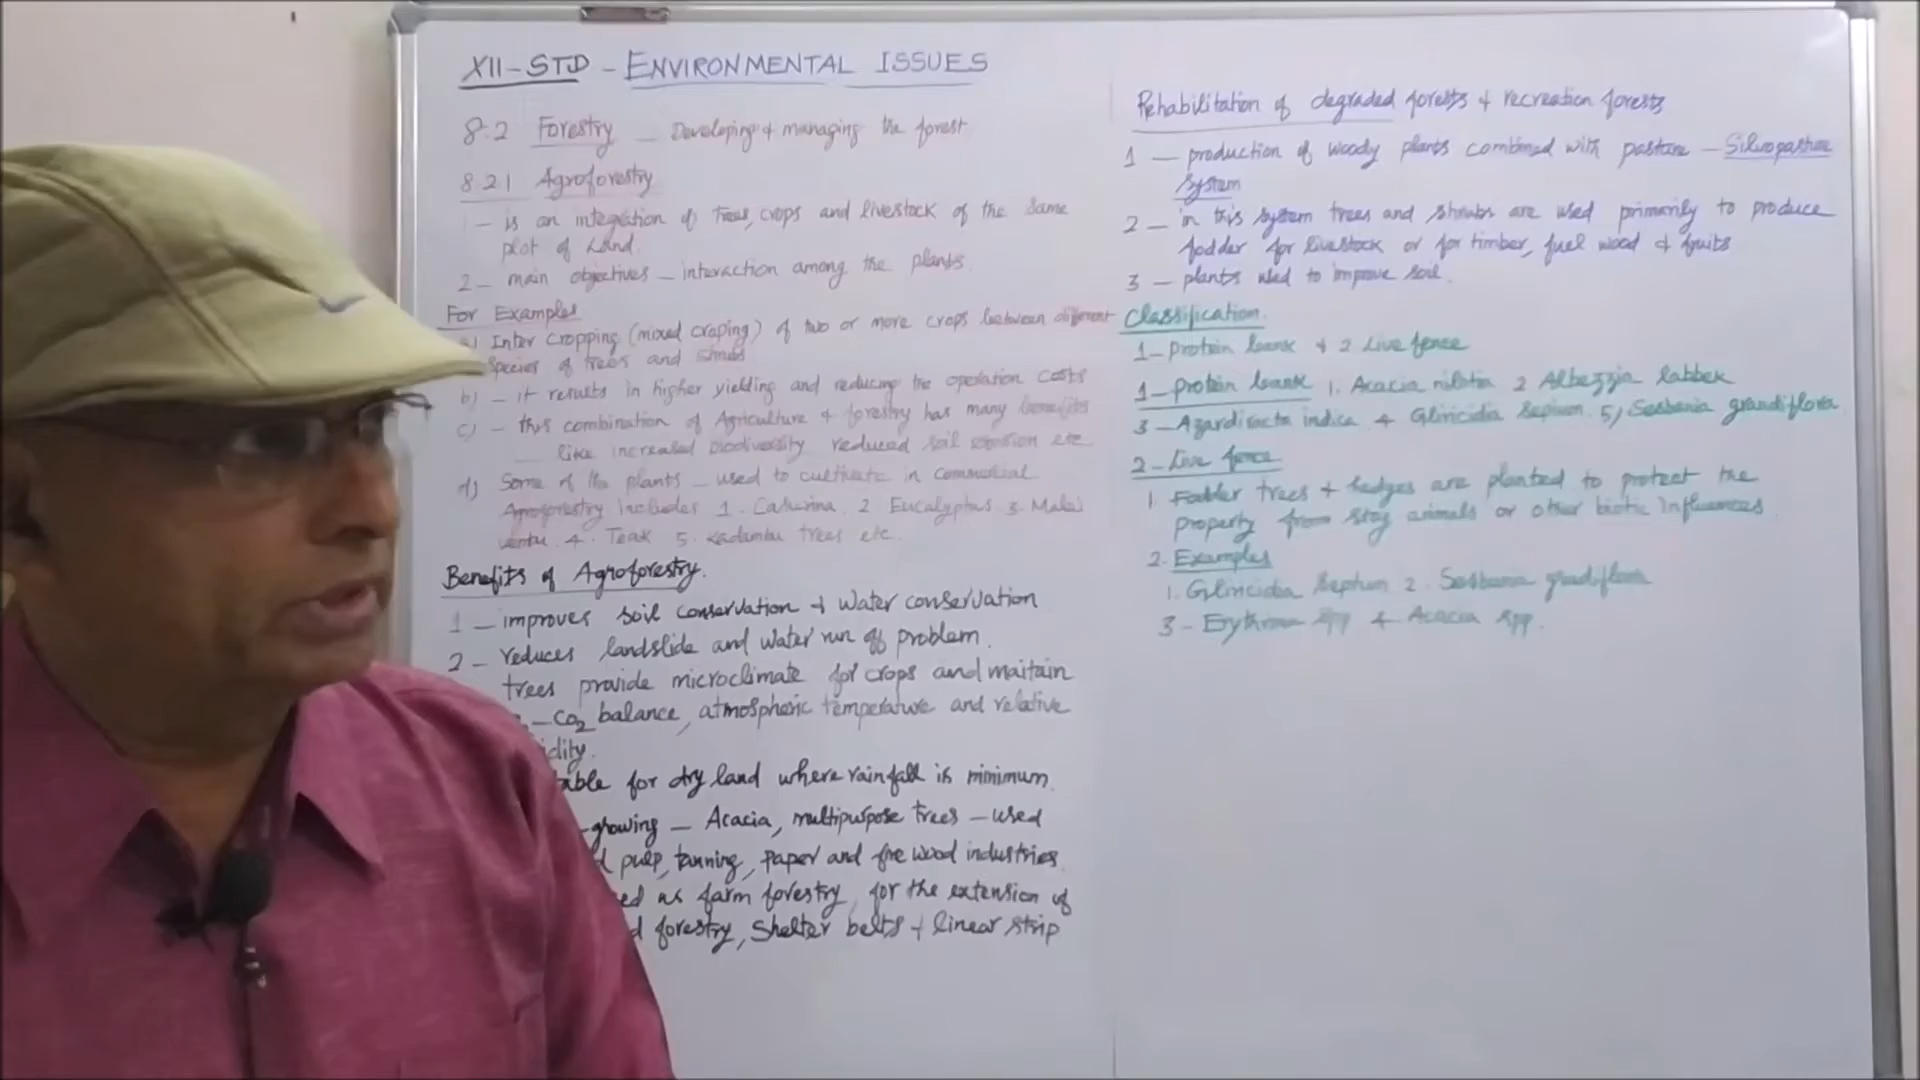 XII-STD - ENVIRONMENTAL ISSUES
8.2 Forestry - Developing & managing the forest
8.2.1 Agroforestry
1 - is an integration of trees, crops and livestock of the same
plot of Land.
2 - main objectives - interaction among the plants.
For Examples
a) Inter Cropping (mixed croping) of two or more crops between different
Species of trees and shrubs
b) - it results in higher yielding and reducing the operation costs
c) - this combination of Agriculture & forestry has many benefits
- like increased biodiversity reduced soil erosion etc
d) Some of the plants - used to cultivate in commercial
Agroforestry includes 1. Casurina 2 Eucalyptus 3. Malai
vembu 4. Teak 5. Kadambu trees etc.
Benefits of Agroforestry.
1 - improves soil conservation & Water conservation
2 - reduces landslide and water run off problem.
trees provide microclimate for crops and maitain
- CO2 balance, atmospheric temperature and relative
idity.
table for dry land where rainfall is minimum.
-growing - Acacia, multipurpose trees - used
pulp, tanning, paper and fire wood industries.
ed as farm forestry, for the extension of
d forestry, Shelter belts & linear strip
Rehabilitation of degraded forests & recreation forests
1 - production of woody plants combined with pasture - Silvopasture
System
2 - in this system trees and shrubs are used primarily to produce
fodder for livestock or for timber, fuel wood & fruits
3 - plants used to improve soil.
Classification.
1 - Protein bank & 2 Live fence
1 - protein bank 1. Acacia nilotia 2 Albezzia labbek
3 - Azardiracta indica 4 Gliricidia Sepium. 5) Sesbania grandiflora
2 - Live fence
1. Fodder trees & hedges are planted to protect the
property from stay animals or other biotic Influences.
2. Examples
1. Gliricidia Sepium 2. Sesbania gradiflora
3 - Erythrina Spp 4 Acacia Spp.